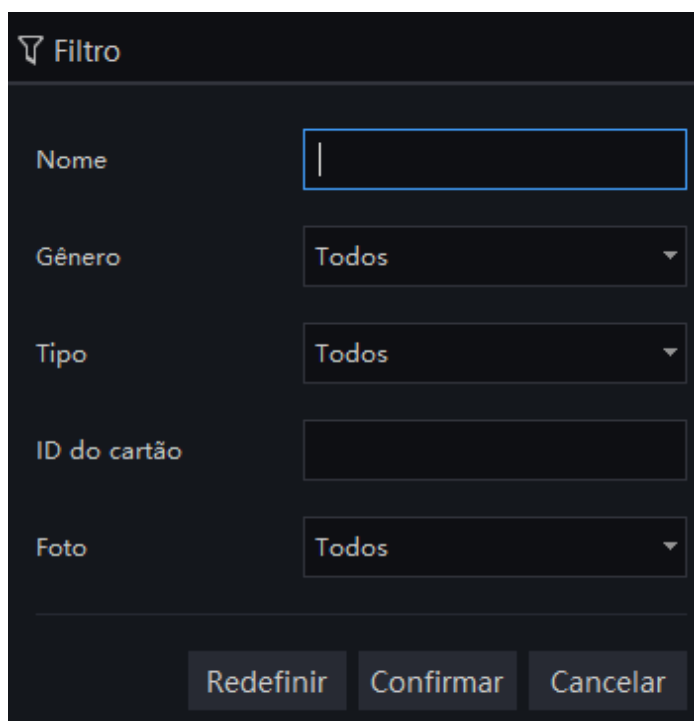 Filtro
Nome
Gênero Todos
Tipo Todos
ID do cartão
Foto Todos
Redefinir Confirmar Cancelar